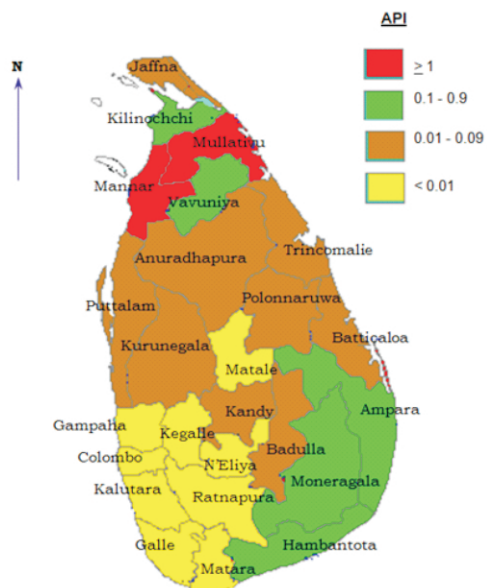 API
≥ 1
0.1 - 0.9
0.01 - 0.09
< 0.01
N
Jaffna
Kilinochchi
Mullativu
Mannar
Vavuniya
Anuradhapura
Trincomalie
Polonnaruwa
Puttalam
Kurunegala
Batticaloa
Matale
Kandy
Ampara
Gampaha
Kegalle
Badulla
Colombo
N'Eliya
Moneragala
Kalutara
Ratnapura
Galle
Hambantota
Matara